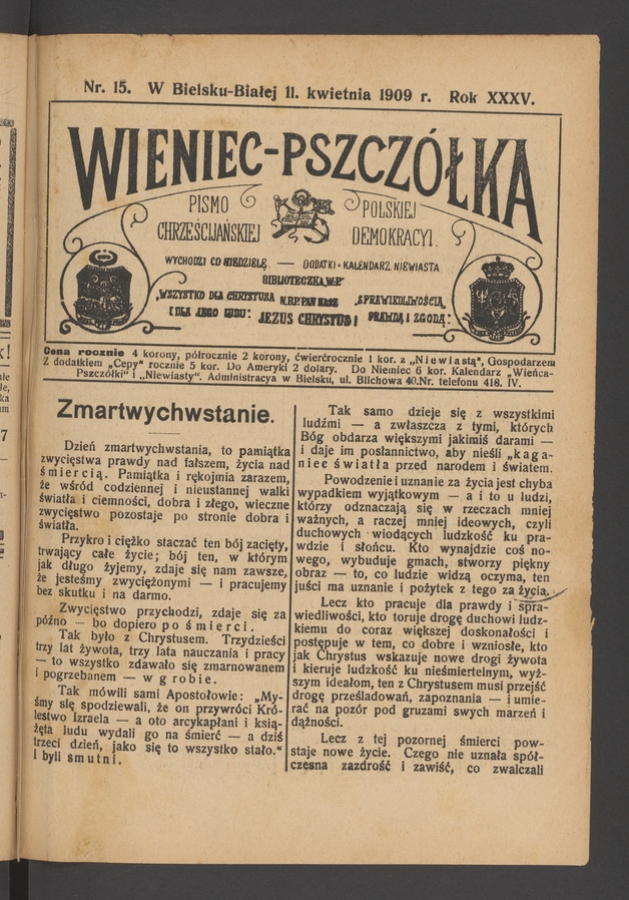 Nr. 15. W Bielsku-Białej 11. kwietnia 1909 r. Rok XXXV.
WIENIEC-PSZCZÓŁKA
PISMO POLSKIEJ
CHRZEŚCIJAŃSKIEJ DEMOKRACYI.
WYCHODZI CO NIEDZIELĘ. — DODATKI: KALENDARZ NIEWIASTA
BIBLIOTECZKA W.P.
„WSZYSTKO DLA CHRYSTUSA N.RP.PAN NASZ „SPRAWIEDLIWOŚCIĄ,
I DLA JEGO LUDU: JEZUS CHRYSTUS! PRAWDĄ I ZGODĄ:
Cena rocznie 4 korony, półrocznie 2 korony, ćwierćrocznie 1 kor. z „Niewiastą", Gospodarzem
Z dodatkiem „Cepy" rocznie 5 kor. Do Ameryki 2 dolary. Do Niemiec 6 kor. Kalendarz „Wieńca-
Pszczółki" i „Niewiasty". Administracya w Bielsku, ul. Blichowa 40.Nr. telefonu 418. IV.
Zmartwychwstanie.
Dzień zmartwychwstania, to pamiątka
zwycięstwa prawdy nad fałszem, życia nad
śmiercią. Pamiątka i rękojmia zarazem,
że wśród codziennej i nieustannej walki
światła i ciemności, dobra i złego, wieczne
zwycięstwo pozostaje po stronie dobra i
światła.
Przykro i ciężko staczać ten bój zacięty,
trwający całe życie; bój ten, w którym
jak długo żyjemy, zdaje się nam zawsze,
że jesteśmy zwyciężonymi — i pracujemy
bez skutku i na darmo.
Zwycięstwo przychodzi, zdaje się za
późno — bo dopiero po śmierci.
Tak było z Chrystusem. Trzydzieści
trzy lat żywota, trzy lata nauczania i pracy
— to wszystko zdawało się zmarnowanem
i pogrzebanem — w grobie.
Tak mówili sami Apostołowie: „My-
śmy się spodziewali, że on przywróci Kró-
lestwo Izraela — a oto arcykapłani i ksią-
żęta ludu wydali go na śmierć — a dziś
trzeci dzień, jako się to wszystko stało."
I byli smutni.
Tak samo dzieje się z wszystkimi
ludźmi — a zwłaszcza z tymi, których
Bóg obdarza większymi jakimiś darami —
i daje im posłannictwo, aby nieśli „kaga-
niec światła przed narodem i światem.
Powodzenie i uznanie za życia jest chyba
wypadkiem wyjątkowym — a i to u ludzi,
którzy odznaczają się w rzeczach mniej
ważnych, a raczej mniej ideowych, czyli
duchowych wiodących ludzkość ku pra-
wdzie i słońcu. Kto wynajdzie coś no-
wego, wybuduje gmach, stworzy piękny
obraz — to, co ludzie widzą oczyma, ten
juści ma uznanie i pożytek z tego za życia.
Lecz kto pracuje dla prawdy i spra-
wiedliwości, kto toruje drogę duchowi ludz-
kiemu do coraz większej doskonałości i
postępuje w tem, co dobre i wzniosłe, kto
jak Chrystus wskazuje nowe drogi żywota
i kieruje ludzkość ku nieśmiertelnym, wyż-
szym ideałom, ten z Chrystusem musi przejść
drogę prześladowań, zapoznania — i umie-
rać na pozór pod gruzami swych marzeń i
dążności.
Lecz z tej pozornej śmierci pow-
staje nowe życie. Czego nie uznała spół-
czesna zazdrość i zawiść, co zwalczali